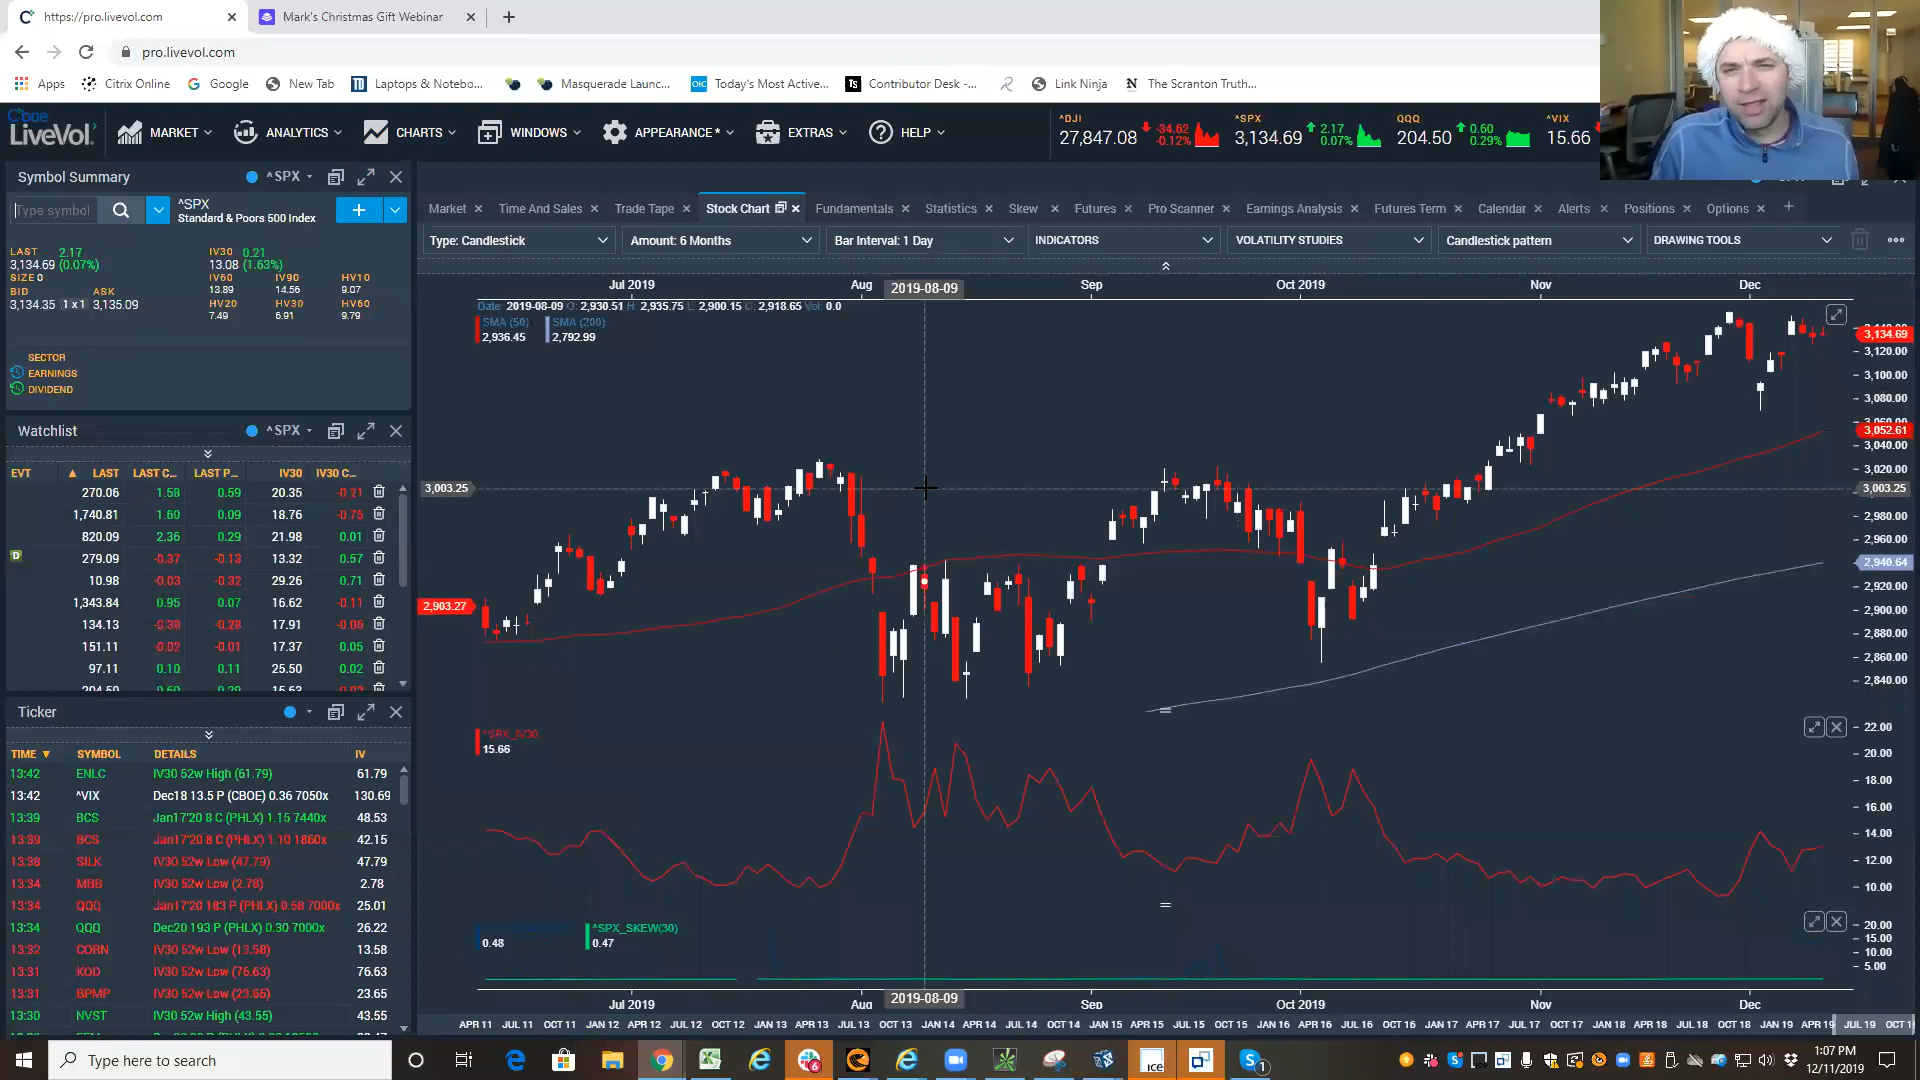 https://pro.livevol.com
Mark's Christmas Gift Webinar
pro.livevol.com
Apps
Citrix Online
Google
New Tab
Laptops & Notebo...
Masquerade Launc...
OIC
Today's Most Active...
TS
Contributor Desk -...
Link Ninja
N
The Scranton Truth...
Cboe
LiveVol
MARKET
ANALYTICS
CHARTS
WINDOWS
APPEARANCE*
EXTRAS
HELP
^DJI
27,847.08
-34.62
-0.12%
^SPX
3,134.69
2.17
0.07%
QQQ
204.50
0.60
0.29%
^VIX
15.66
Symbol Summary
^SPX
Type symbol
^SPX
Standard & Poors 500 Index
LAST 2.17
3,134.69 (0.07%)
SIZE 0
BID ASK
3,134.35 1 x 1 3,135.09
IV30 0.21
13.08 (1.63%)
IV60 IV90 HV10
13.89 14.56 9.07
HV20 HV30 HV60
7.49 6.91 9.79
SECTOR
EARNINGS
DIVIDEND
Market
Time And Sales
Trade Tape
Stock Chart
Fundamentals
Statistics
Skew
Futures
Pro Scanner
Earnings Analysis
Futures Term
Calendar
Alerts
Positions
Options
Type: Candlestick
Amount: 6 Months
Bar Interval: 1 Day
INDICATORS
VOLATILITY STUDIES
Candlestick pattern
DRAWING TOOLS
Watchlist
^SPX
EVT LAST LAST C... LAST P... IV30 IV30 C...
270.06 1.58 0.59 20.35 -0.21
1,740.81 1.60 0.09 18.76 -0.75
820.09 2.36 0.29 21.98 0.01
D 279.09 -0.37 -0.13 13.32 0.57
10.98 -0.03 -0.32 29.26 0.71
1,343.84 0.95 0.07 16.62 -0.11
134.13 -0.38 -0.28 17.91 -0.06
151.11 -0.02 -0.01 17.37 0.05
97.11 0.10 0.11 25.50 0.02
204.50 0.60 0.29 15.63
Ticker
TIME SYMBOL DETAILS IV
13:42 ENLC IV30 52w High (61.79) 61.79
13:42 ^VIX Dec18 13.5 P (CBOE) 0.36 7050x 130.69
13:39 BCS Jan17'20 8 C (PHLX) 1.15 7440x 48.53
13:39 BCS Jan17'20 8 C (PHLX) 1.10 1860x 42.15
13:38 SILK IV30 52w Low (47.79) 47.79
13:34 MBB IV30 52w Low (2.78) 2.78
13:34 QQQ Jan17'20 183 P (PHLX) 0.58 7000x 25.01
13:34 QQQ Dec20 193 P (PHLX) 0.30 7000x 26.22
13:32 CORN IV30 52w Low (13.58) 13.58
13:31 KOD IV30 52w Low (76.63) 76.63
13:31 BPMP IV30 52w Low (23.65) 23.65
13:30 NVST IV30 52w High (43.55) 43.55
Jul 2019 Aug 2019-08-09 Sep Oct 2019 Nov Dec
Date 2019-08-09 O: 2,930.51 H: 2,935.75 L: 2,900.15 C: 2,918.65 Vol: 0.0
SMA (50) SMA (200)
2,936.45 2,792.99
3,003.25
2,903.27
3,134.69
3,120.00
3,100.00
3,080.00
3,052.61
3,040.00
3,020.00
3,003.25
2,980.00
2,960.00
2,940.64
2,920.00
2,900.00
2,880.00
2,860.00
2,840.00
15.66
22.00
20.00
18.00
16.00
14.00
12.00
10.00
^SPX_SKEW(30)
0.48 0.47
20.00
15.00
10.00
5.00
Jul 2019 Aug 2019-08-09 Sep Oct 2019 Nov Dec
APR 11 JUL 11 OCT 11 JAN 12 APR 12 JUL 12 OCT 12 JAN 13 APR 13 JUL 13 OCT 13 JAN 14 APR 14 JUL 14 OCT 14 JAN 15 APR 15 JUL 15 OCT 15 JAN 16 APR 16 JUL 16 OCT 16 JAN 17 APR 17 JUL 17 OCT 17 JAN 18 APR 18 JUL 18 OCT 18 JAN 19 APR 19 JUL 19
Type here to search
ice
1:07 PM
12/11/2019